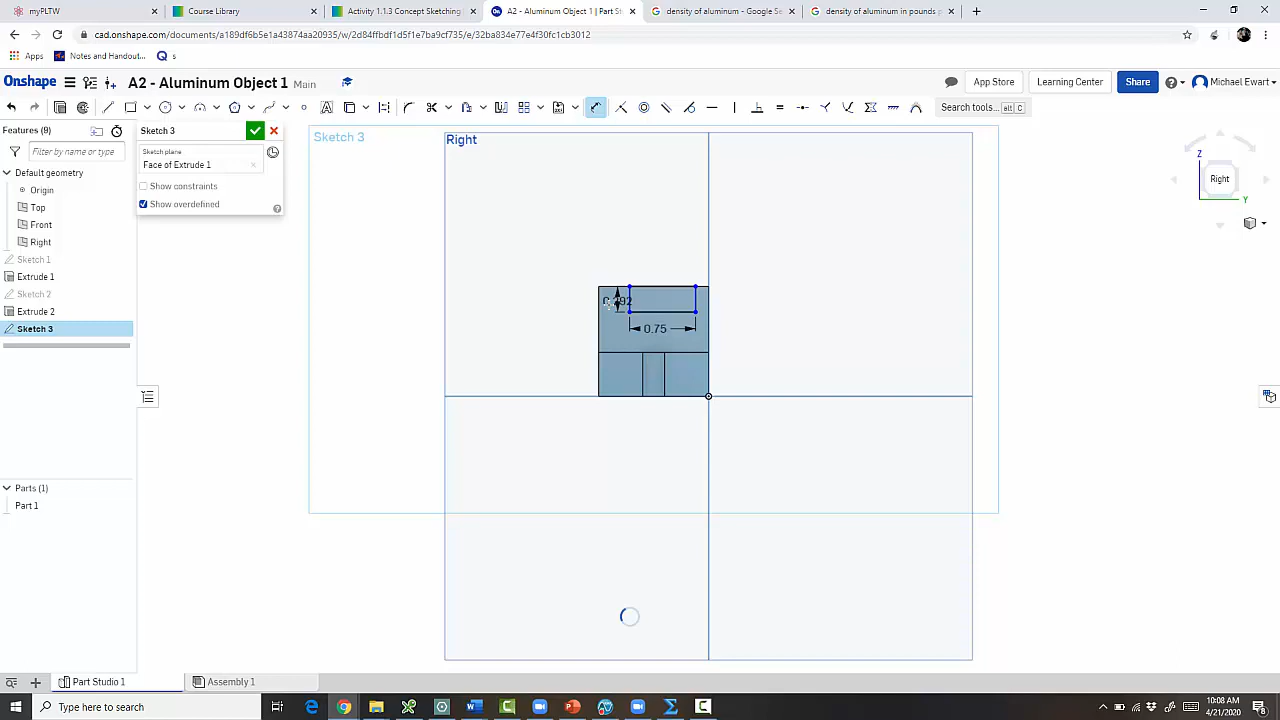 myPLTW
Course Library
Activity 1.1.3 Concept Sketching
A2 - Aluminum Object 1 | Part St
density of aluminum - Google Se
density of aluminum in pounds p
cad.onshape.com/documents/a189df6b5e1a43874aa20935/w/2d84ffbdf1d5f1e7ba9cf735/e/32ba834e77e4f30cfb1c3012
Apps
Notes and Handout...
s
Onshape
A2 - Aluminum Object 1 Main
App Store
Learning Center
Share
Michael Ewart
Search tools... alt C
Features (9)
Filter by name or type
Default geometry
Origin
Top
Front
Right
Sketch 1
Extrude 1
Sketch 2
Extrude 2
Sketch 3
Sketch 3
Sketch plane
Face of Extrude 1
Show constraints
Show overdefined
Sketch 3
Right
0.75
Z
Right
Y
Parts (1)
Part 1
Part Studio 1
Assembly 1
Type here to search
10:08 AM
4/21/2020